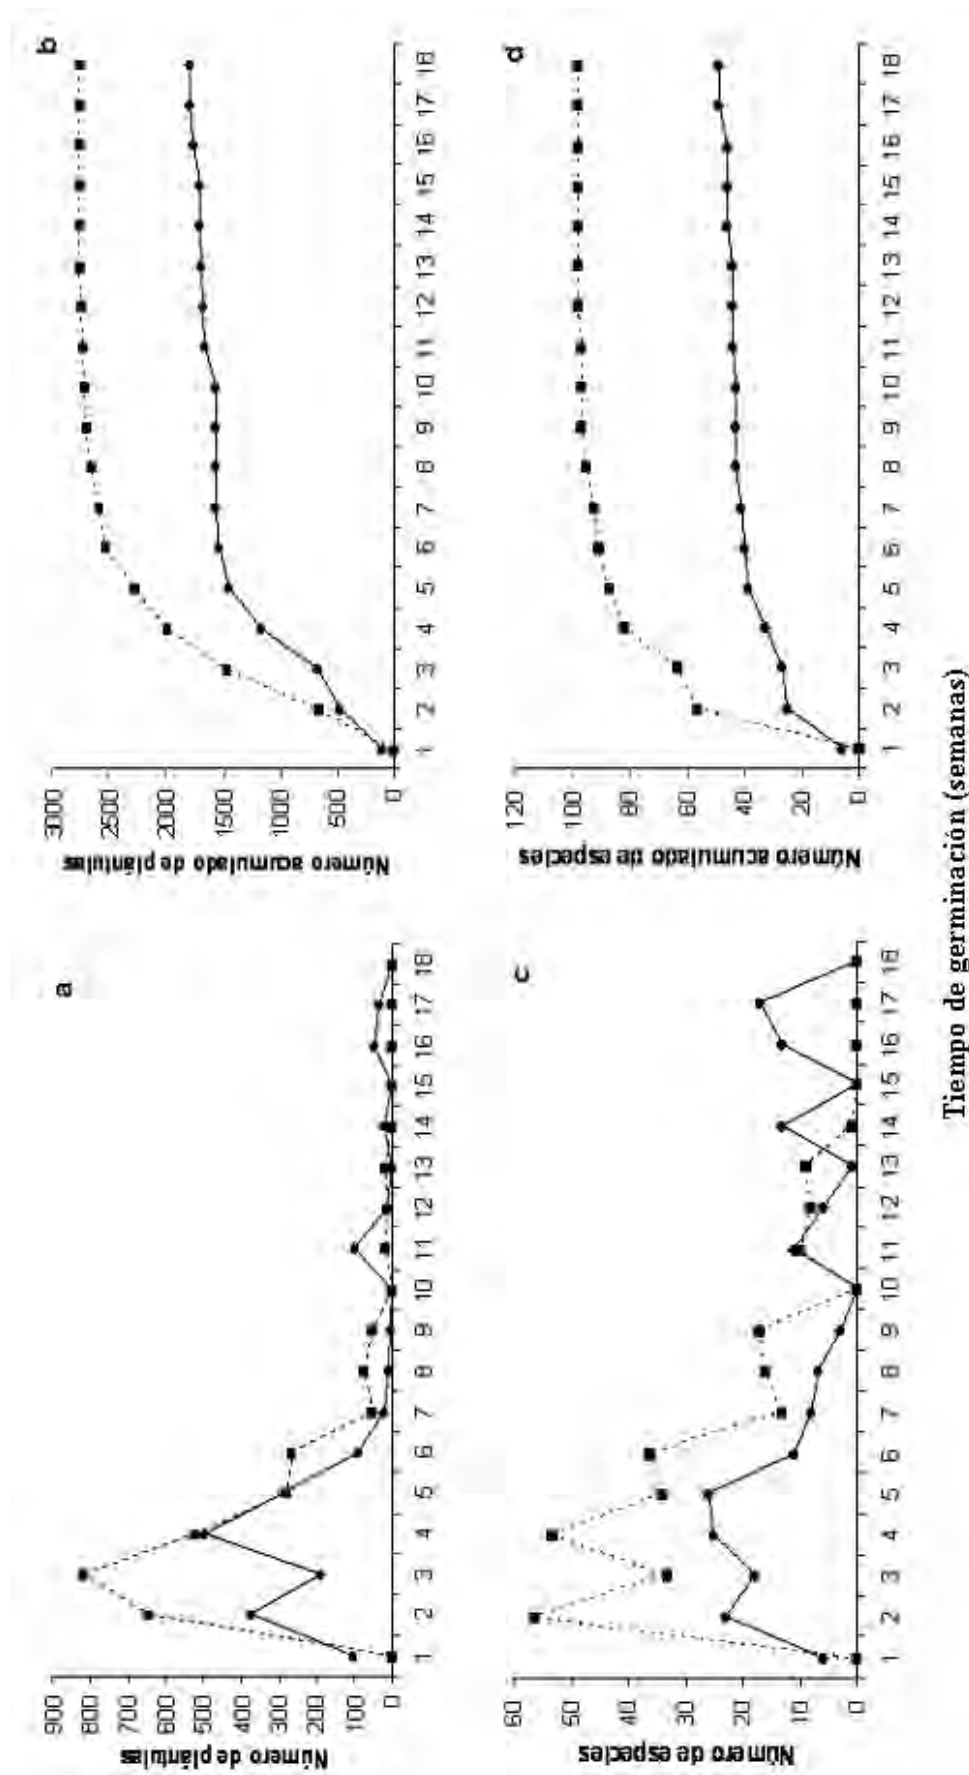 a
Número de plántulas
900
800
700
600
500
400
300
200
100
0
1 2 3 4 5 6 7 8 9 10 11 12 13 14 15 16 17 18
b
Número acumulado de plántulas
3000
2500
2000
1500
1000
500
0
1 2 3 4 5 6 7 8 9 10 11 12 13 14 15 16 17 18
c
Número de especies
60
50
40
30
20
10
0
1 2 3 4 5 6 7 8 9 10 11 12 13 14 15 16 17 18
d
Número acumulado de especies
120
100
80
60
40
20
0
1 2 3 4 5 6 7 8 9 10 11 12 13 14 15 16 17 18
Tiempo de germinación (semanas)